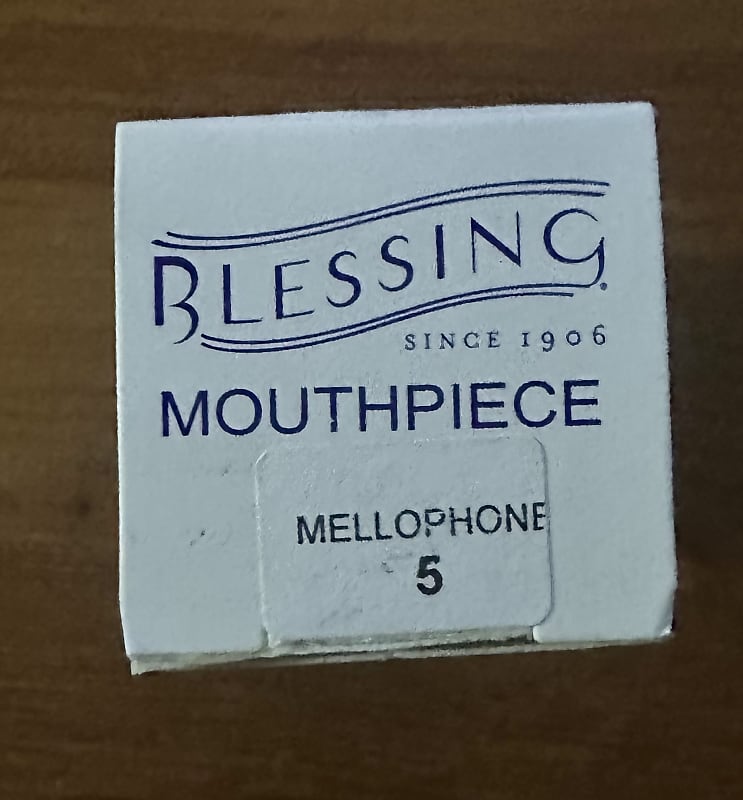 BLESSING.
SINCE 1906
MOUTHPIECE
MELLOPHONE
5